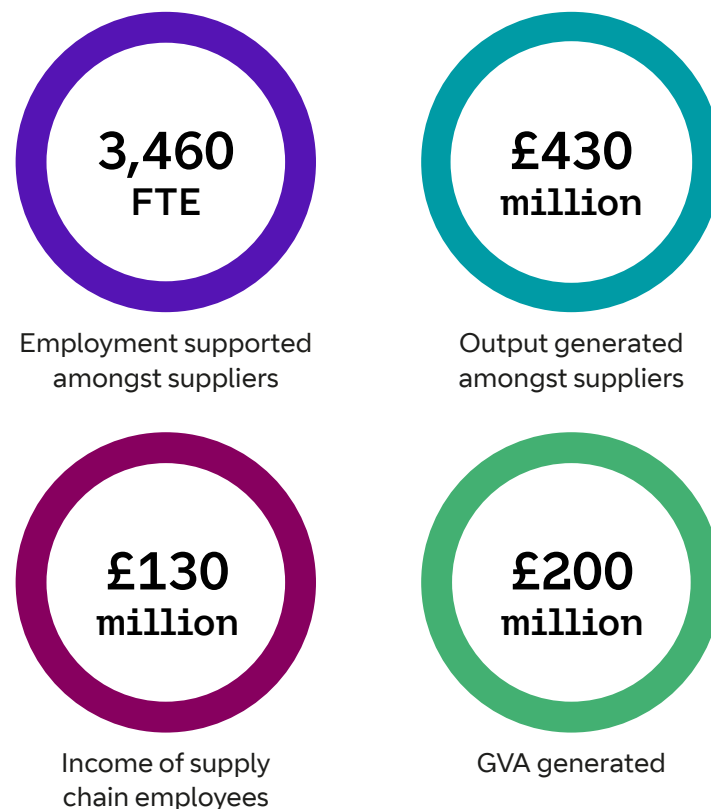 3,460
FTE
Employment supported
amongst suppliers
£430
million
Output generated
amongst suppliers
£130
million
Income of supply
chain employees
£200
million
GVA generated